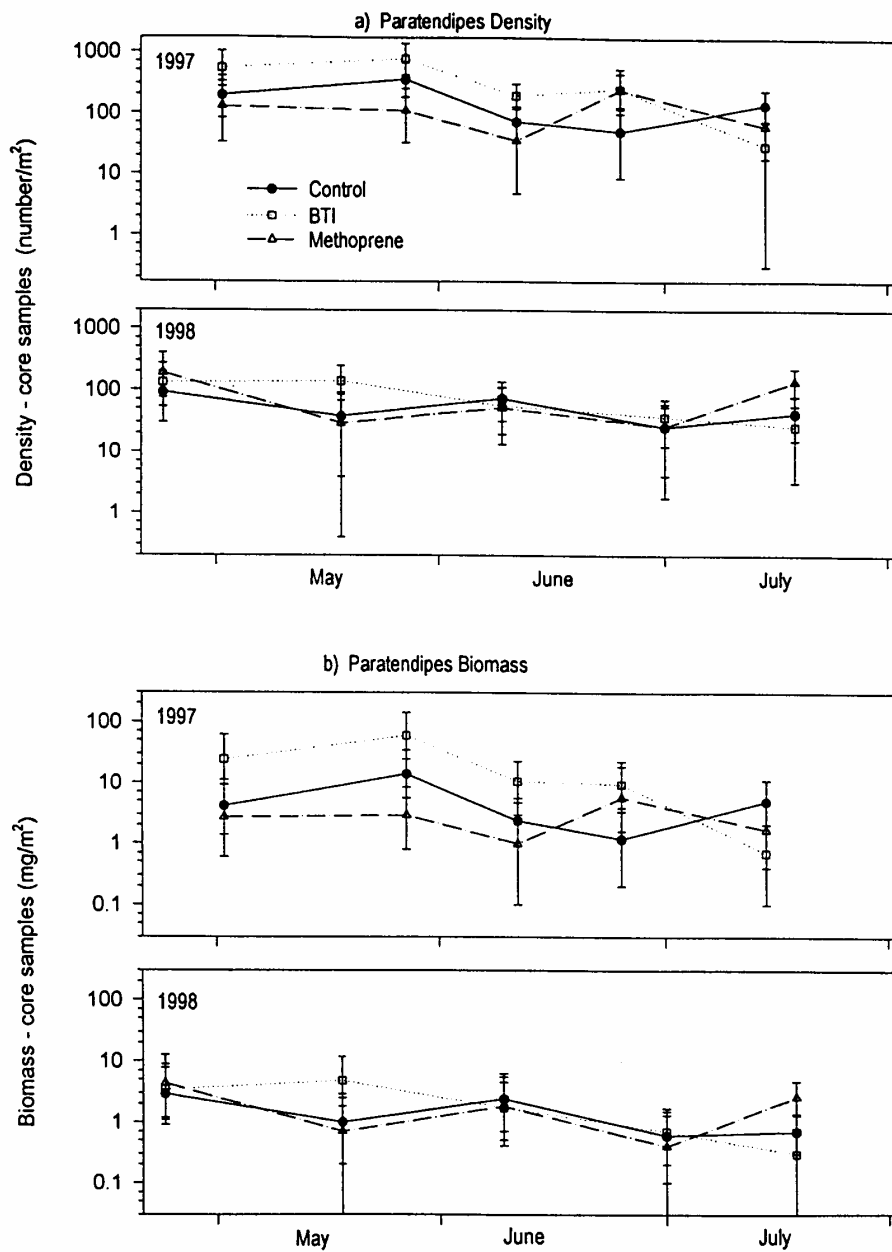 a) Paratendipes Density
1997
1000
100
10
1
Control
BTI
Methoprene
Density - core samples (number/m²)
1998
1000
100
10
1
May June July
b) Paratendipes Biomass
1997
100
10
1
0.1
Biomass - core samples (mg/m²)
1998
100
10
1
0.1
May June July